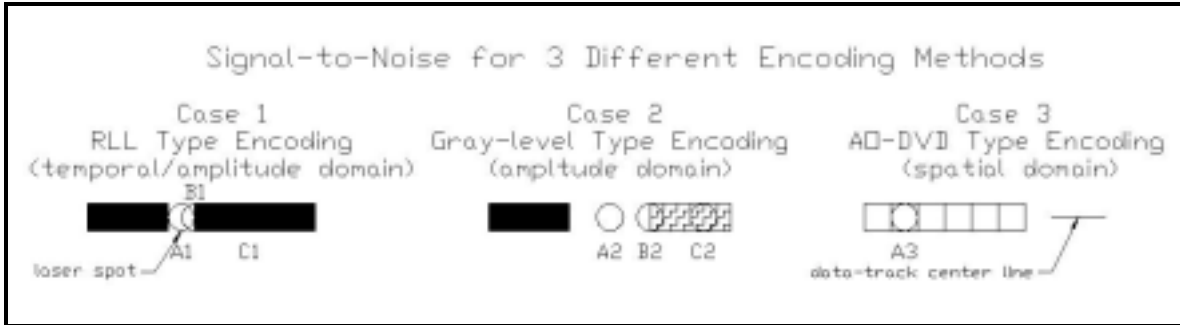 Signal-to-Noise for 3 Different Encoding Methods
Case 1
RLL Type Encoding
(temporal/amplitude domain)
B1
A1
C1
laser spot
Case 2
Gray-level Type Encoding
(ampltude domain)
A2
B2
C2
Case 3
AO-DVD Type Encoding
(spatial domain)
A3
data-track center line